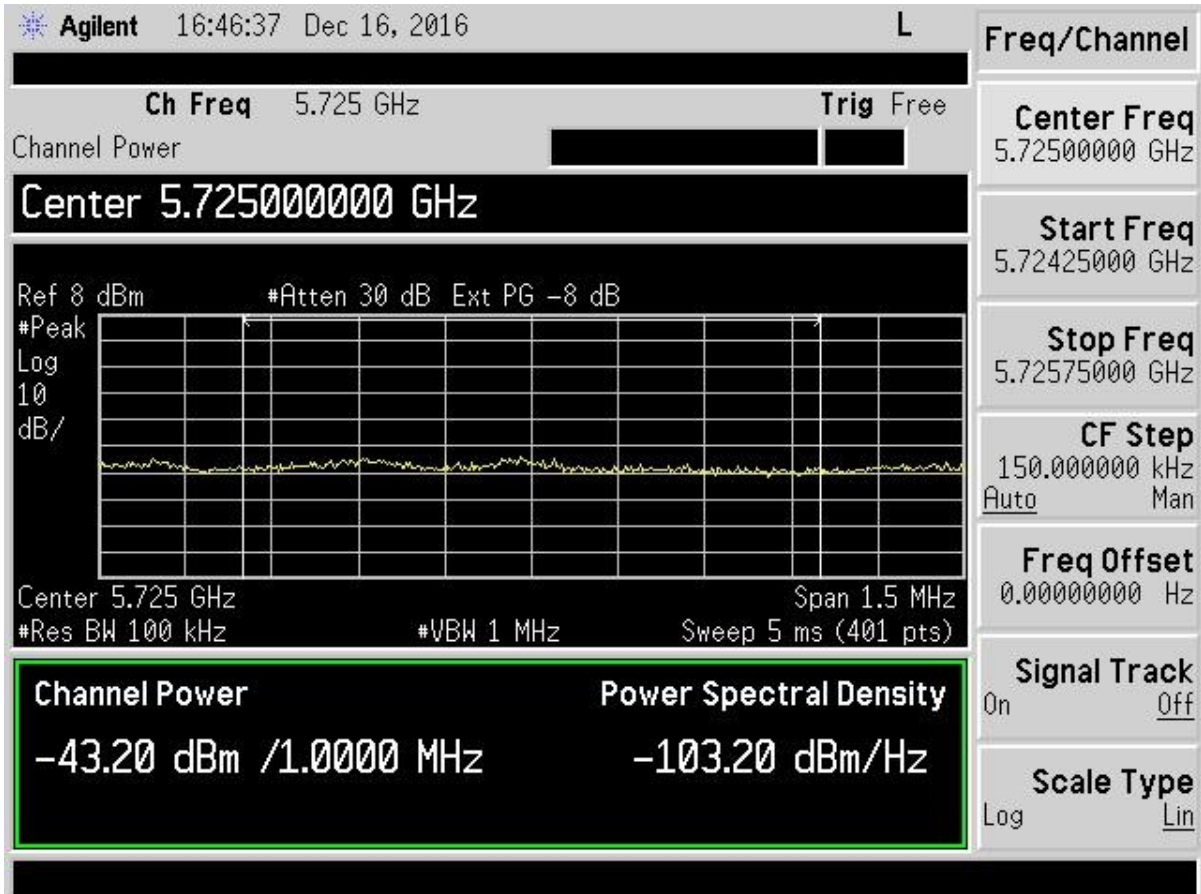 Agilent 16:46:37 Dec 16, 2016 L
Freq/Channel
Ch Freq 5.725 GHz Trig Free
Channel Power
Center 5.725000000 GHz
Ref 8 dBm #Atten 30 dB Ext PG -8 dB
#Peak
Log
10
dB/
Center 5.725 GHz Span 1.5 MHz
#Res BW 100 kHz #VBW 1 MHz Sweep 5 ms (401 pts)
Channel Power Power Spectral Density
-43.20 dBm /1.0000 MHz -103.20 dBm/Hz
Center Freq
5.72500000 GHz
Start Freq
5.72425000 GHz
Stop Freq
5.72575000 GHz
CF Step
150.000000 kHz
Auto Man
Freq Offset
0.00000000 Hz
Signal Track
On Off
Scale Type
Log Lin